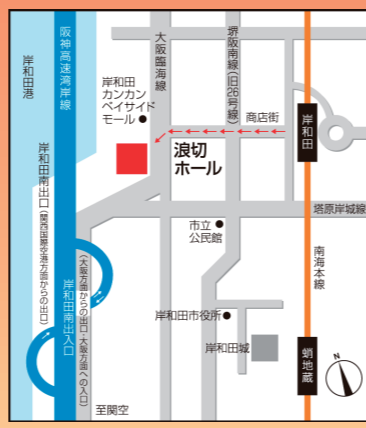 阪神高速湾岸線
岸和田港
大阪臨海線
堺阪南線(旧26号線)
岸和田
カンカン
ベイサイド
モール
商店街
岸和田
浪切
ホール
塔原岸城線
市立
公民館
南海本線
岸和田南出口(関西国際空港方面からの出口)
岸和田南出入口
(大阪方面からの出口・大阪方面への入口)
岸和田市役所
岸和田城
蛸地蔵
N
至関空